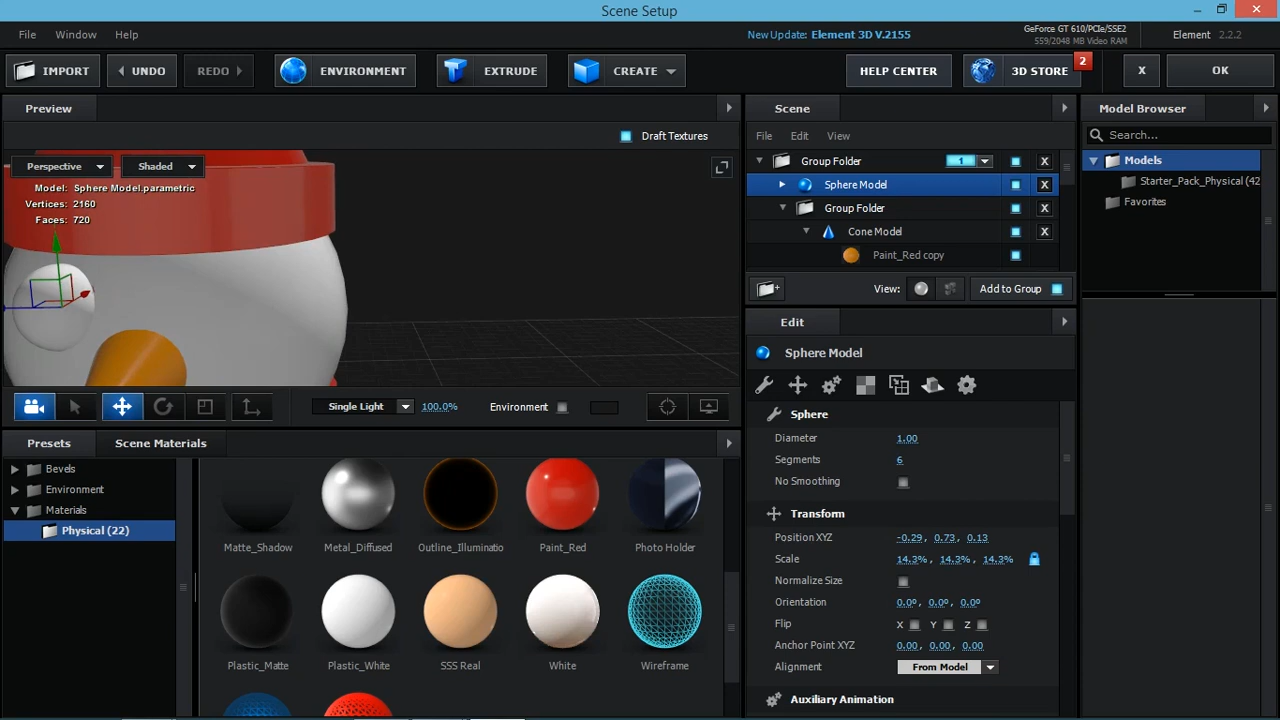 Scene Setup
File Window Help
New Update: Element 3D V.2155
GeForce GT 610/PCIe/SSE2
559/2048 MB Video RAM
Element 2.2.2
IMPORT
UNDO
REDO
ENVIRONMENT
EXTRUDE
CREATE
HELP CENTER
3D STORE
2
X
OK
Preview
Draft Textures
Perspective
Shaded
Model: Sphere Model.parametric
Vertices: 2160
Faces: 720
Single Light
100.0%
Environment
Presets
Scene Materials
Bevels
Environment
Materials
Physical (22)
Matte_Shadow
Metal_Diffused
Outline_Illuminatio
Paint_Red
Photo Holder
Plastic_Matte
Plastic_White
SSS Real
White
Wireframe
Scene
File Edit View
Group Folder
1
X
Sphere Model
X
Group Folder
X
Cone Model
X
Paint_Red copy
View:
Add to Group
Edit
Sphere Model
Sphere
Diameter 1.00
Segments 6
No Smoothing
Transform
Position XYZ -0.29, 0.73, 0.13
Scale 14.3%, 14.3%, 14.3%
Normalize Size
Orientation 0.0º, 0.0º, 0.0º
Flip X Y Z
Anchor Point XYZ 0.00, 0.00, 0.00
Alignment From Model
Auxiliary Animation
Model Browser
Search...
Models
Starter_Pack_Physical (42
Favorites